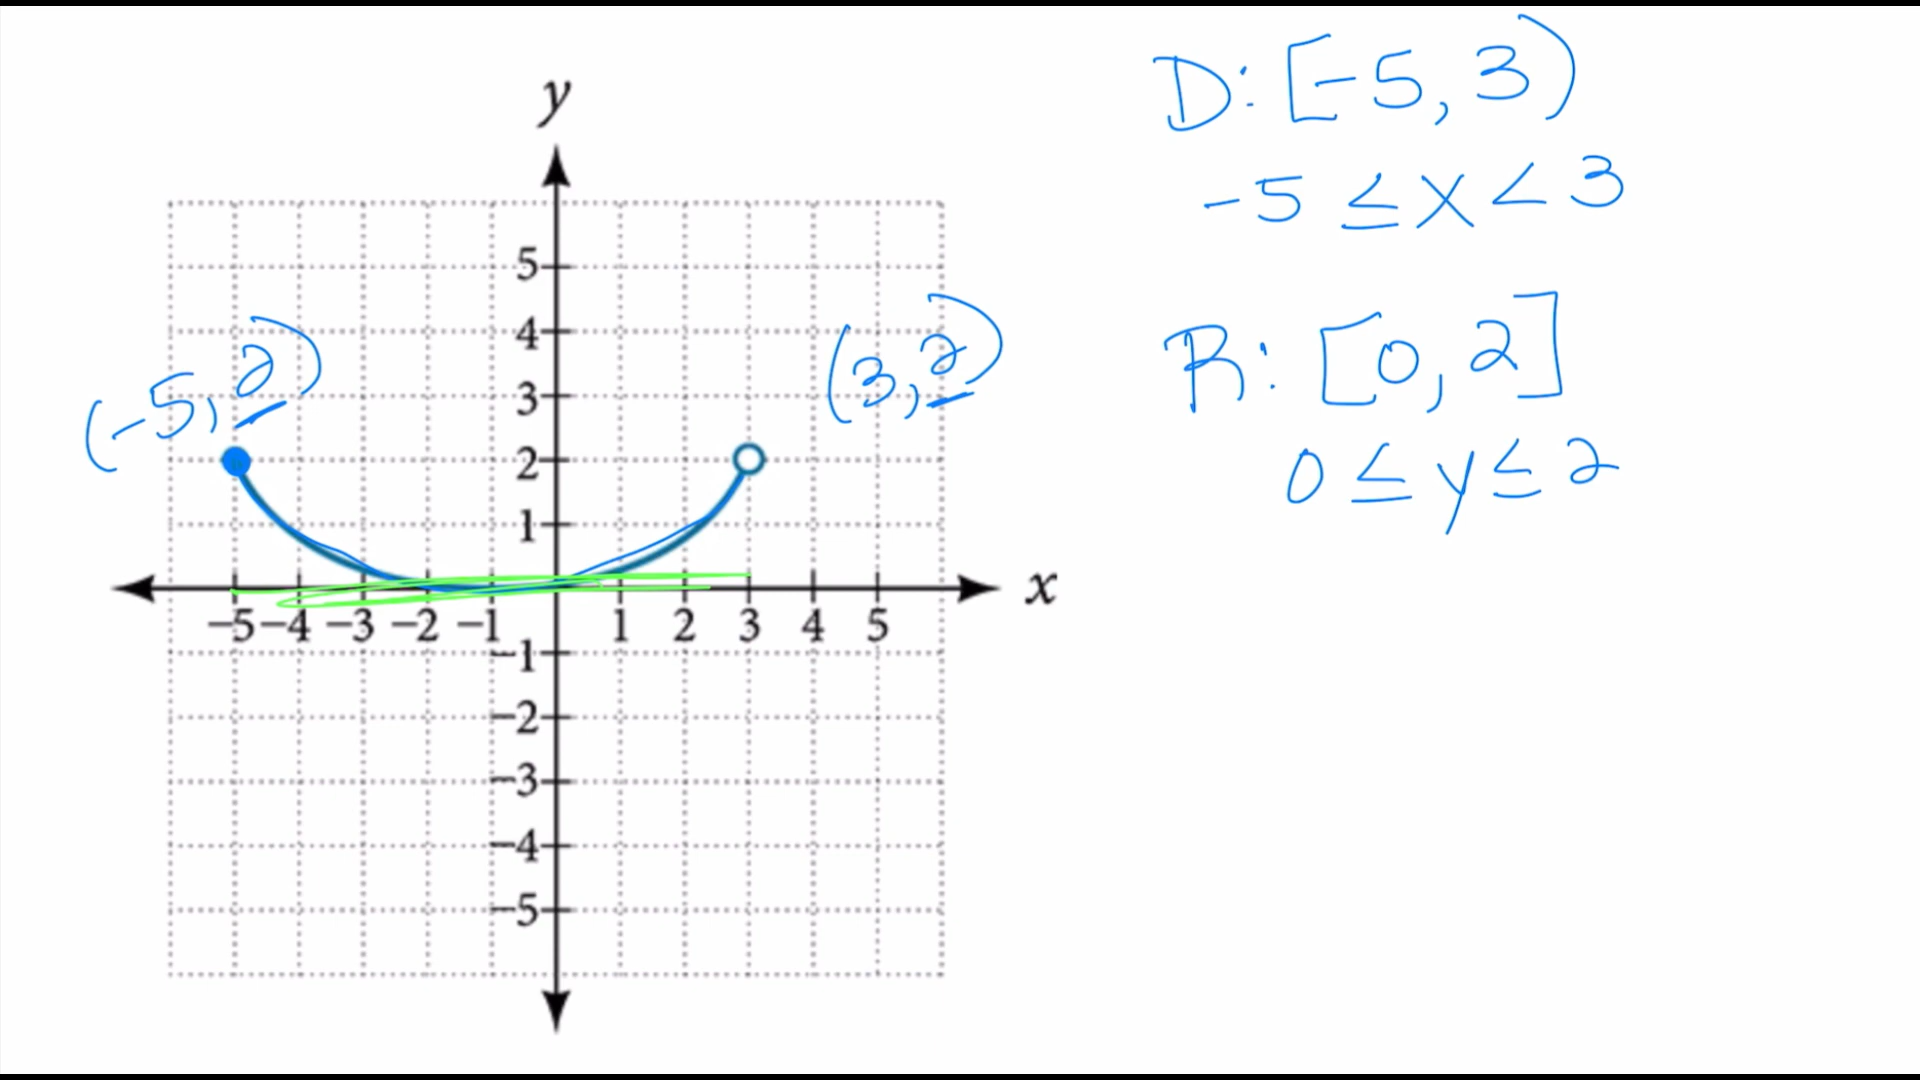 y
D: [-5, 3)
-5 ≤ x < 3
R: [0, 2]
0 ≤ y ≤ 2
(-5, 2)
(3, 2)
5
4
3
2
1
x
−5 −4 −3 −2 −1 1 2 3 4 5
−1
−2
−3
−4
−5